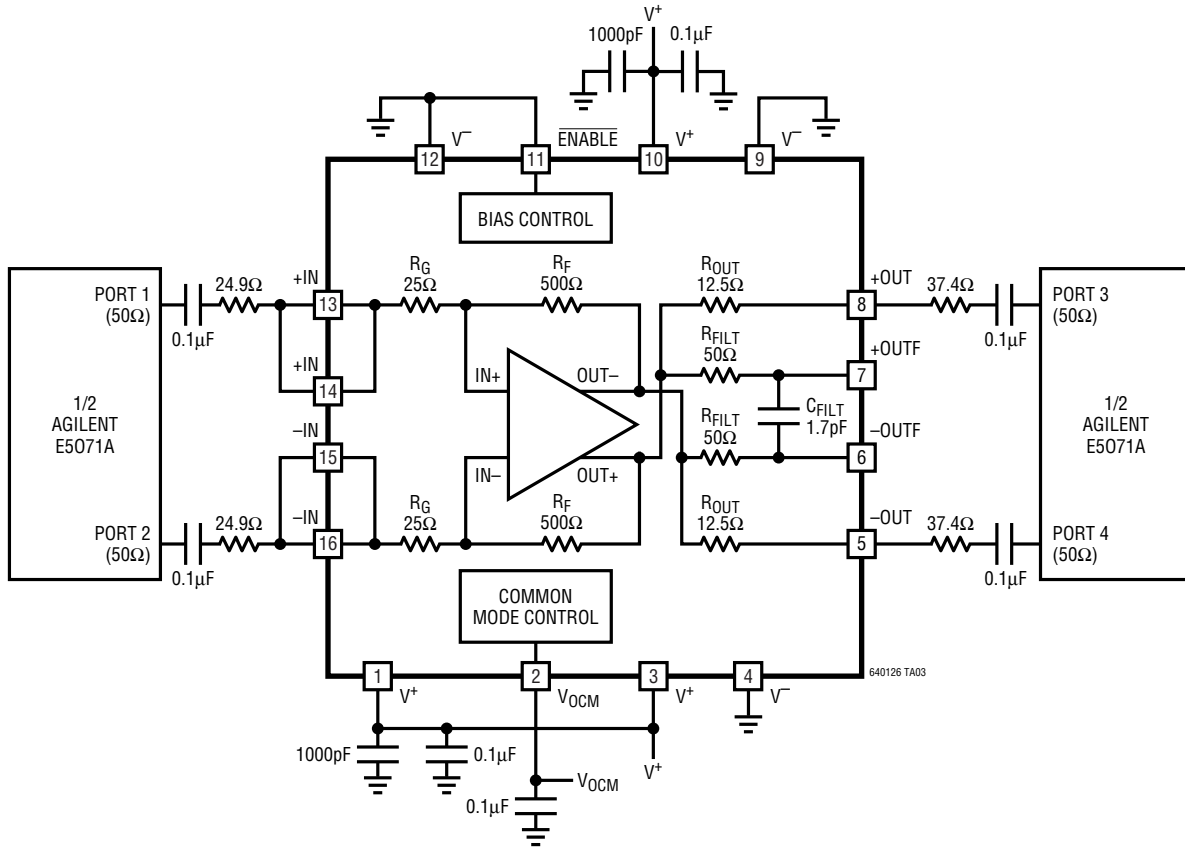 V+
1000pF
0.1µF
V−
ENABLE
V+
V−
12
11
10
9
BIAS CONTROL
PORT 1
(50Ω)
0.1µF
24.9Ω
+IN
13
RG
25Ω
RF
500Ω
ROUT
12.5Ω
8
+OUT
37.4Ω
0.1µF
PORT 3
(50Ω)
+IN
14
IN+
OUT−
RFILT
50Ω
7
+OUTF
CFILT
1.7pF
1/2
AGILENT
E5O71A
1/2
AGILENT
E5O71A
−IN
15
IN−
OUT+
RFILT
50Ω
6
−OUTF
PORT 2
(50Ω)
0.1µF
24.9Ω
−IN
16
RG
25Ω
RF
500Ω
ROUT
12.5Ω
5
−OUT
37.4Ω
0.1µF
PORT 4
(50Ω)
COMMON
MODE CONTROL
640126 TA03
1
2
3
4
V+
VOCM
V+
V−
1000pF
0.1µF
V+
VOCM
0.1µF